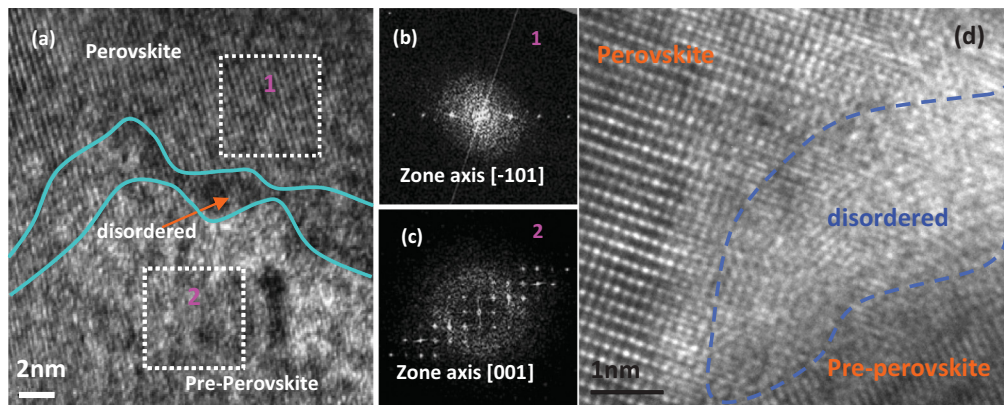 (a)
Perovskite
1
disordered
2
2nm
Pre-Perovskite
(b)
1
Zone axis [-101]
(c)
2
Zone axis [001]
(d)
Perovskite
disordered
1nm
Pre-perovskite